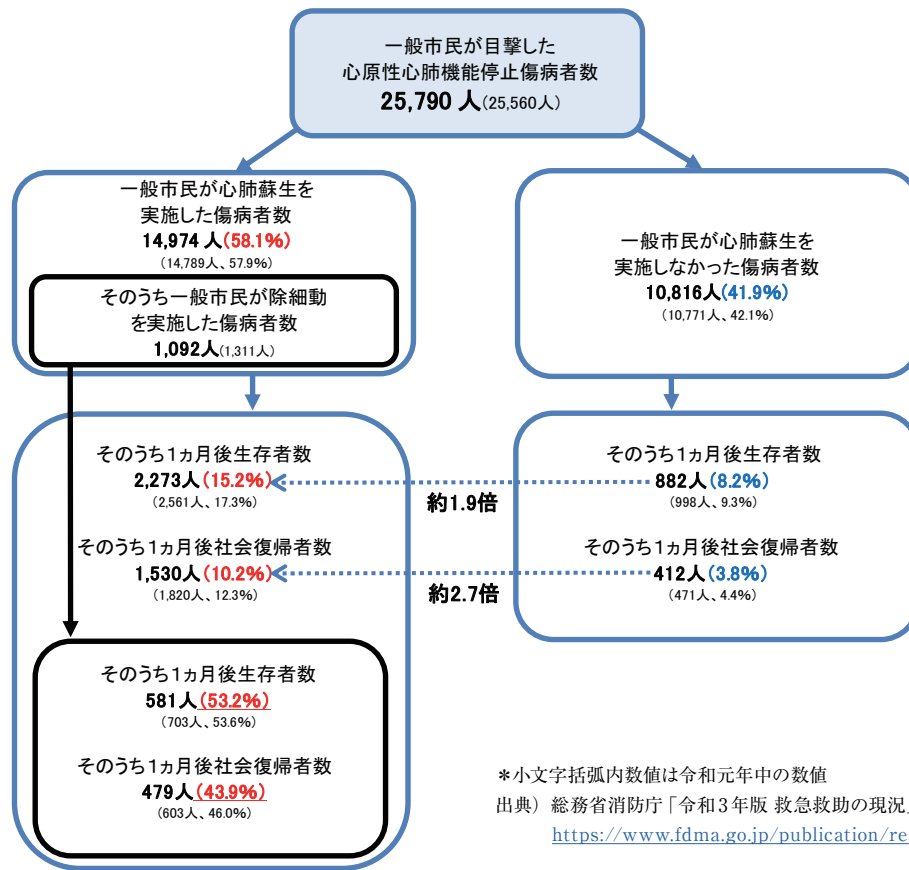 一般市民が目撃した
心原性心肺機能停止傷病者数
25,790 人(25,560人)
一般市民が心肺蘇生を
実施した傷病者数
14,974 人(58.1%)
(14,789人、57.9%)
そのうち一般市民が除細動
を実施した傷病者数
1,092人(1,311人)
一般市民が心肺蘇生を
実施しなかった傷病者数
10,816人(41.9%)
(10,771人、42.1%)
そのうち1ヵ月後生存者数
2,273人(15.2%)
(2,561人、17.3%)
約1.9倍
そのうち1ヵ月後生存者数
882人(8.2%)
(998人、9.3%)
そのうち1ヵ月後社会復帰者数
1,530人(10.2%)
(1,820人、12.3%)
約2.7倍
そのうち1ヵ月後社会復帰者数
412人(3.8%)
(471人、4.4%)
そのうち1ヵ月後生存者数
581人(53.2%)
(703人、53.6%)
そのうち1ヵ月後社会復帰者数
479人(43.9%)
(603人、46.0%)
*小文字括弧内数値は令和元年中の数値
出典)総務省消防庁「令和3年版 救急救助の現況」
https://www.fdma.go.jp/publication/re